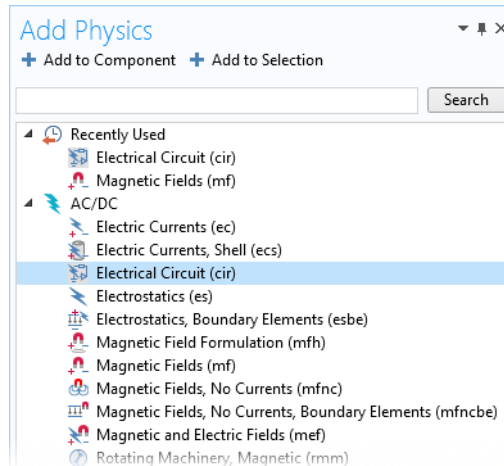 Add Physics
Add to Component Add to Selection
Search
Recently Used
Electrical Circuit (cir)
Magnetic Fields (mf)
AC/DC
Electric Currents (ec)
Electric Currents, Shell (ecs)
Electrical Circuit (cir)
Electrostatics (es)
Electrostatics, Boundary Elements (esbe)
Magnetic Field Formulation (mfh)
Magnetic Fields (mf)
Magnetic Fields, No Currents (mfnc)
Magnetic Fields, No Currents, Boundary Elements (mfncbe)
Magnetic and Electric Fields (mef)
Rotating Machinery, Magnetic (rmm)